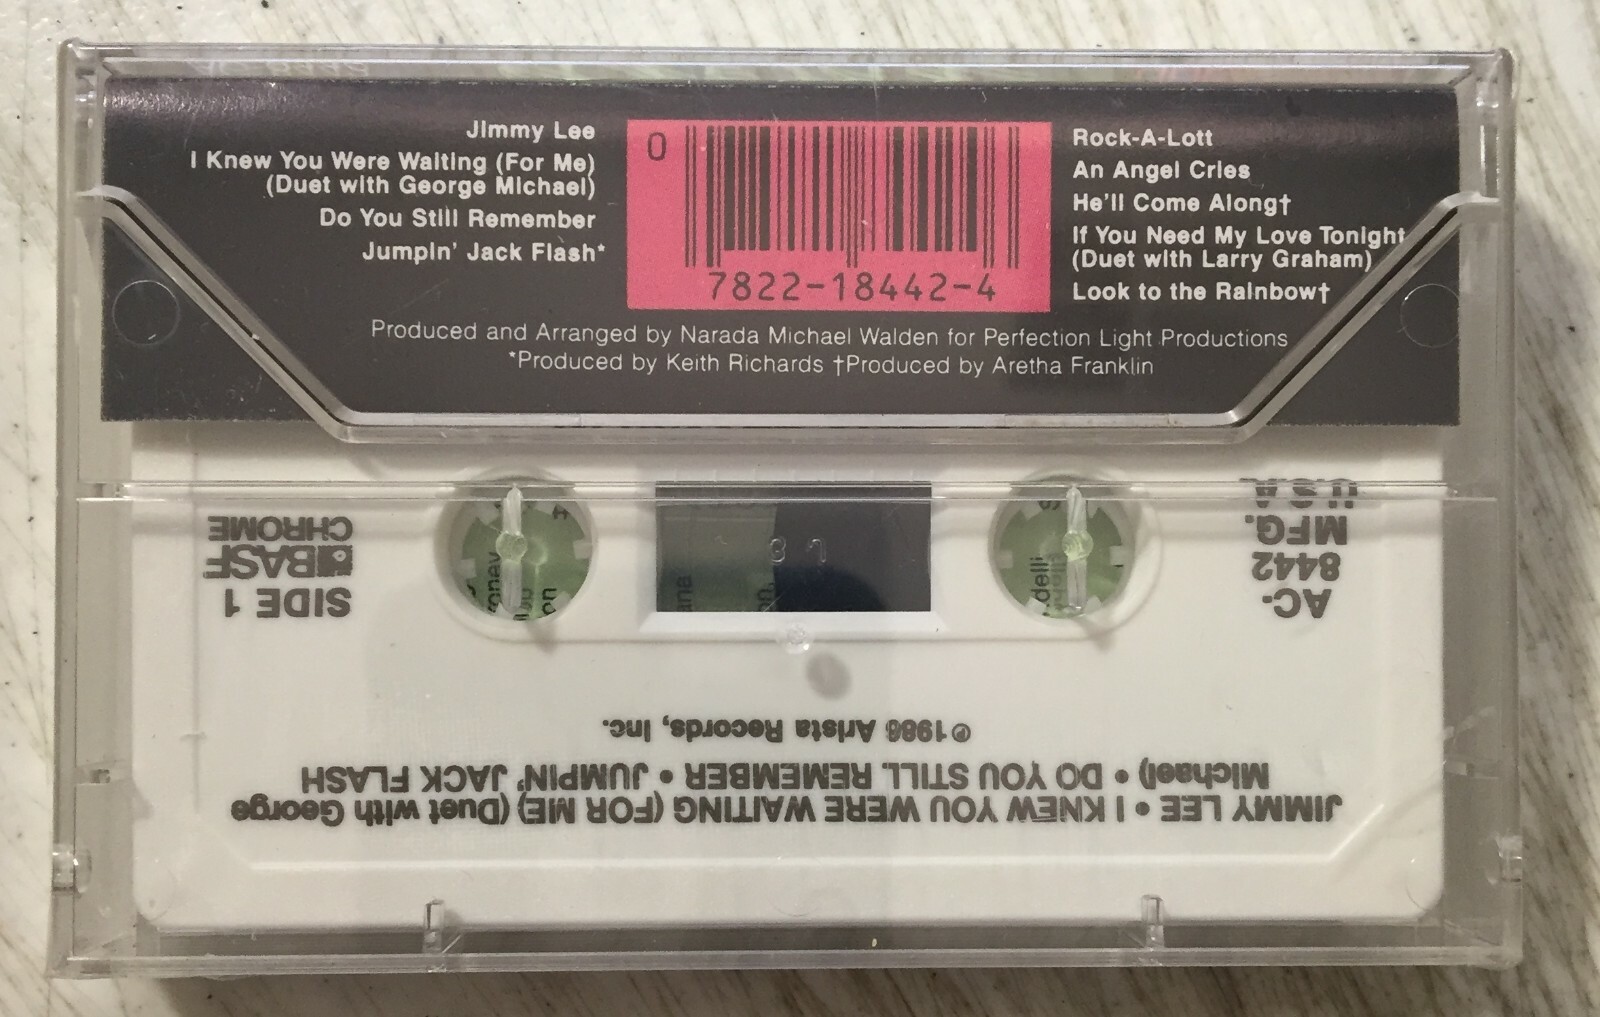 Jimmy Lee
I Knew You Were Waiting (For Me)
(Duet with George Michael)
Do You Still Remember
Jumpin' Jack Flash*
0
7822-18442-4
Rock-A-Lott
An Angel Cries
He'll Come Along†
If You Need My Love Tonight
(Duet with Larry Graham)
Look to the Rainbow†
Produced and Arranged by Narada Michael Walden for Perfection Light Productions
*Produced by Keith Richards †Produced by Aretha Franklin
JIMMY LEE • I KNEW YOU WERE WAITING (FOR ME) (Duet with George
Michael) • DO YOU STILL REMEMBER • JUMPIN' JACK FLASH
℗1986 Arista Records, Inc.
AC-
8442
MFG.
U.S.A.
SIDE 1
BASF
CHROME